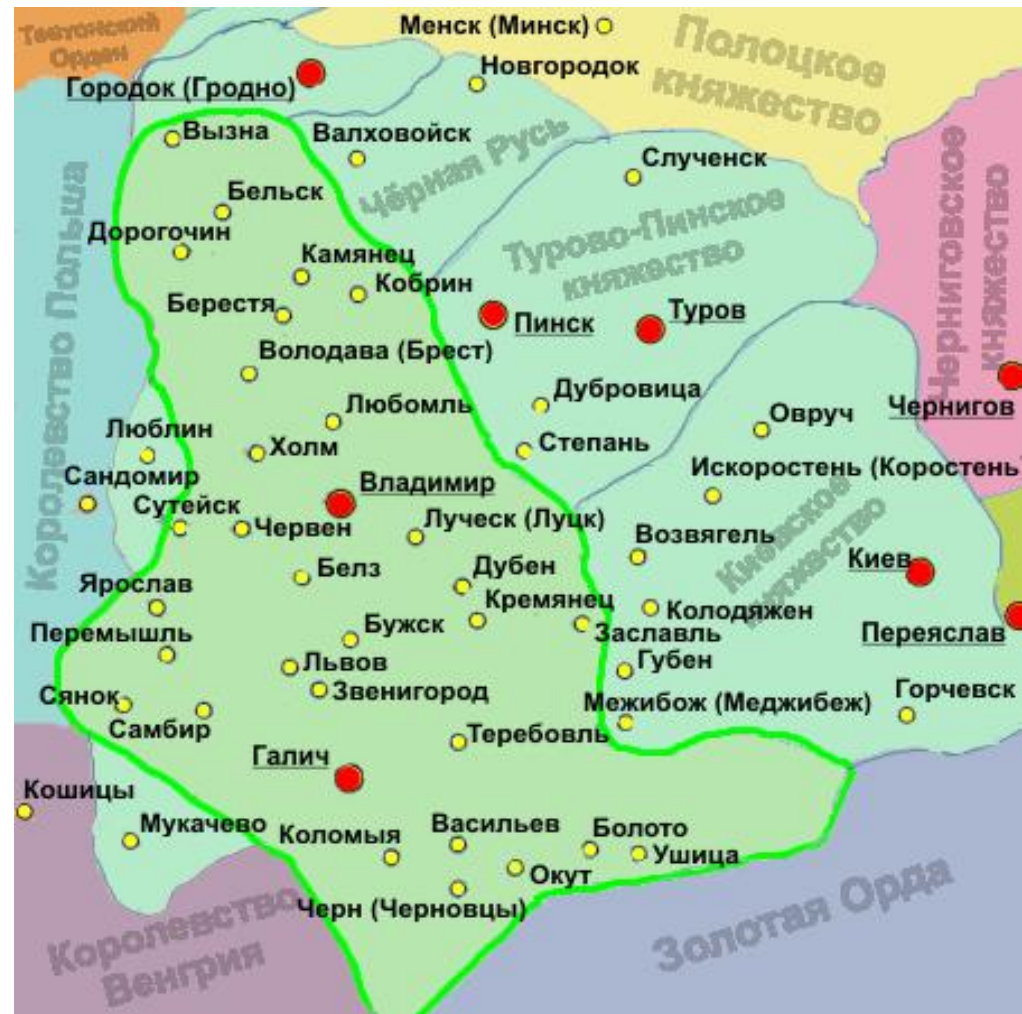 Менск (Минск)
Тевтонский
Орден
Полоцкое
княжество
Новгородок
Городок (Гродно)
Вызна
Валховойск
Чёрная Русь
Слученск
Черниговское
княжество
Королевство Польша
Бельск
Дорогочин
Турово-Пинское
княжество
Камянец
Кобрин
Берестя
Пинск
Туров
Володава (Брест)
Дубровица
Чернигов
Любомль
Овруч
Люблин
Холм
Степань
Сандомир
Искоростень (Коростень)
Владимир
Сутейск
Червен
Луческ (Луцк)
Киевское
княжество
Возвягель
Киев
Белз
Дубен
Ярослав
Кремянец
Колодяжен
Перемышль
Бужск
Заславль
Переяслав
Львов
Губен
Сянок
Звенигород
Межибож (Меджибеж)
Горчевск
Самбир
Теребовль
Галич
Кошицы
Мукачево
Коломыя
Васильев
Болото
Ушица
Окут
Черн (Черновцы)
Королевство
Венгрия
Золотая Орда